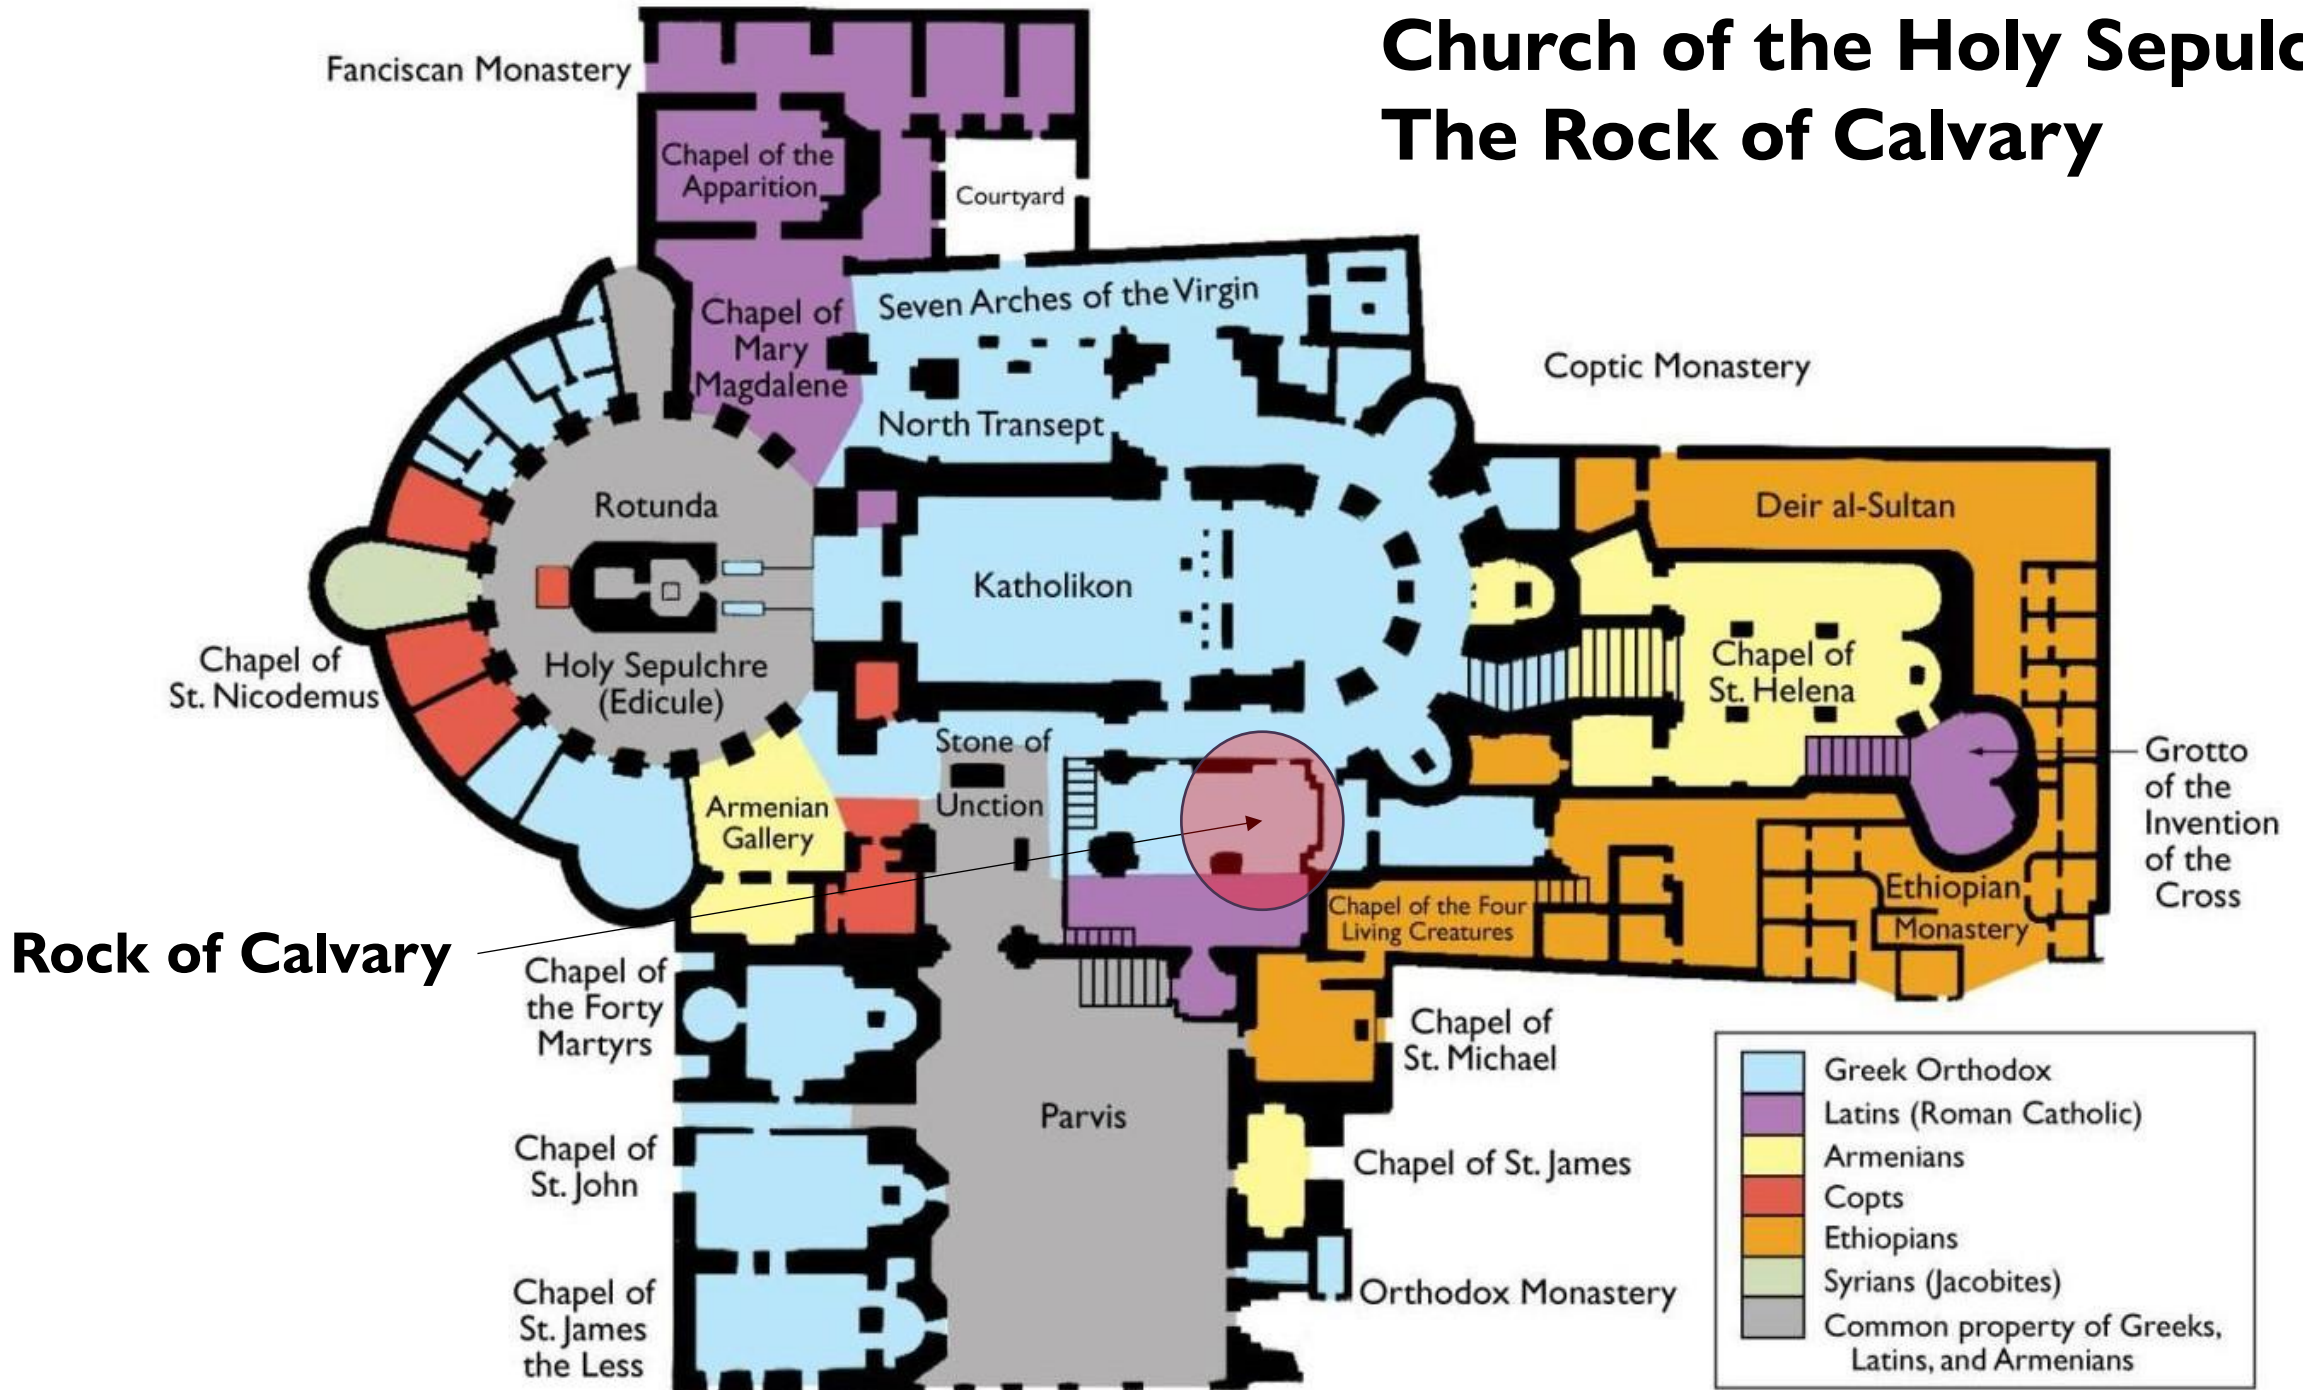 Church of the Holy Sepulc
The Rock of Calvary
Fanciscan Monastery
Chapel of the
Apparition
Courtyard
Chapel of
Mary
Magdalene
Seven Arches of the Virgin
North Transept
Coptic Monastery
Rotunda
Deir al-Sultan
Katholikon
Holy Sepulchre
(Edicule)
Chapel of
St. Nicodemus
Chapel of
St. Helena
Stone of
Unction
Armenian
Gallery
Grotto
of the
Invention
of the
Cross
Ethiopian
Monastery
Chapel of the Four
Living Creatures
Rock of Calvary
Chapel of
the Forty
Martyrs
Chapel of
St. Michael
Parvis
Chapel of
St. John
Chapel of St. James
Chapel of
St. James
the Less
Orthodox Monastery
Greek Orthodox
Latins (Roman Catholic)
Armenians
Copts
Ethiopians
Syrians (Jacobites)
Common property of Greeks,
Latins, and Armenians